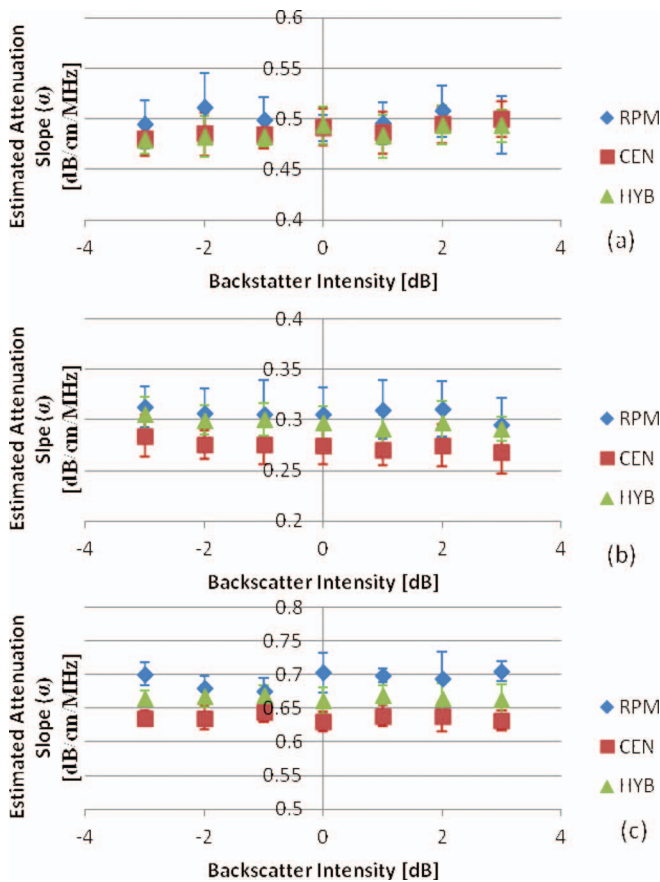 0.6
0.55
0.5
0.45
0.4
-4
-2
0
2
4
Estimated Attenuation
Slope (α)
[dB/cm/MHz]
Backstatter Intensity [dB]
RPM
CEN
HYB
(a)
0.4
0.35
0.3
0.25
0.2
-4
-2
0
2
4
Estimated Attenuation
Slpe (α)
[dB/cm/MHz]
Backscatter Intensity [dB]
RPM
CEN
HYB
(b)
0.8
0.75
0.7
0.65
0.6
0.55
0.5
-4
-2
0
2
4
Estimated Attenuation
Slope (α)
[dB/cm/MHz]
Backscatter Intensity [dB]
RPM
CEN
HYB
(c)